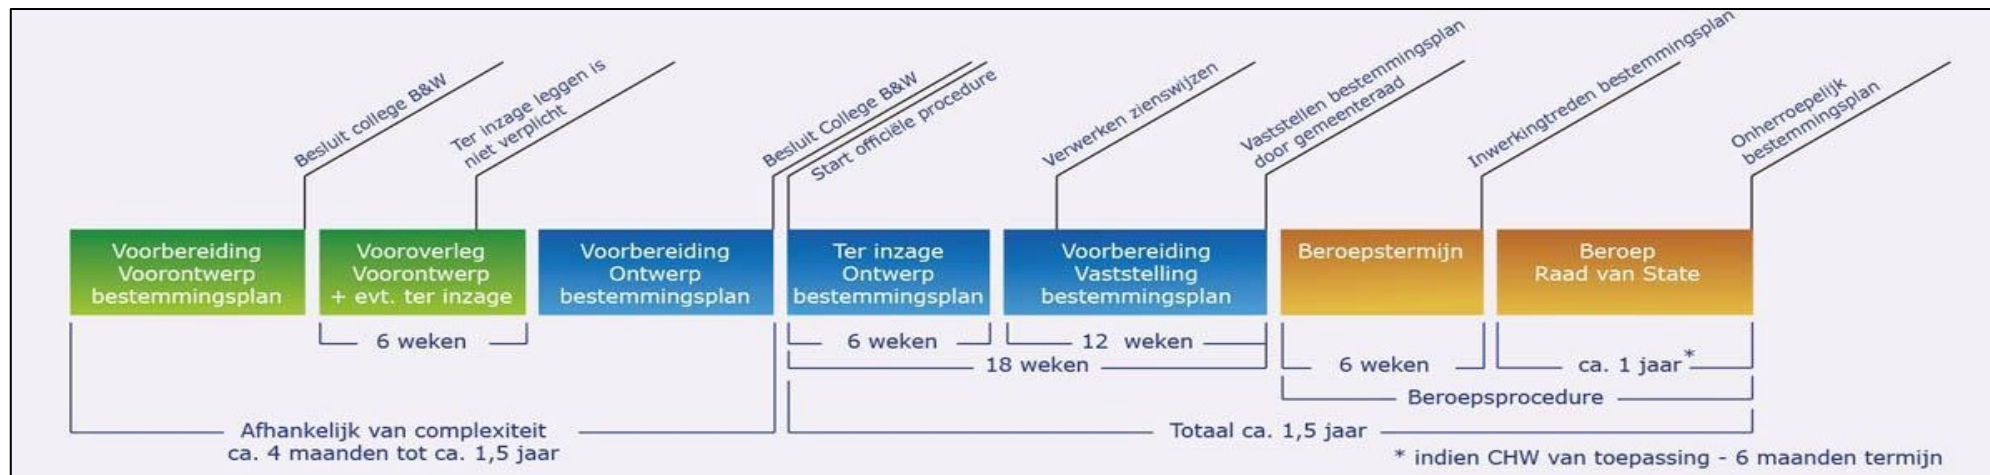 Besluit college B&W
Ter inzage leggen is
niet verplicht
Besluit College B&W
Start officiële procedure
Verwerken zienswijzen
Vaststellen bestemmingsplan
door gemeenteraad
Inwerkingtreden bestemmingsplan
Onherroepelijk
bestemmingsplan
Voorbereiding
Voorontwerp
bestemmingsplan
Vooroverleg
Voorontwerp
+ evt. ter inzage
Voorbereiding
Ontwerp
bestemmingsplan
Ter inzage
Ontwerp
bestemmingsplan
Voorbereiding
Vaststelling
bestemmingsplan
Beroepstermijn
Beroep
Raad van State
6 weken
6 weken
12 weken
18 weken
6 weken
ca. 1 jaar*
Beroepsprocedure
Afhankelijk van complexiteit
ca. 4 maanden tot ca. 1,5 jaar
Totaal ca. 1,5 jaar
* indien CHW van toepassing - 6 maanden termijn